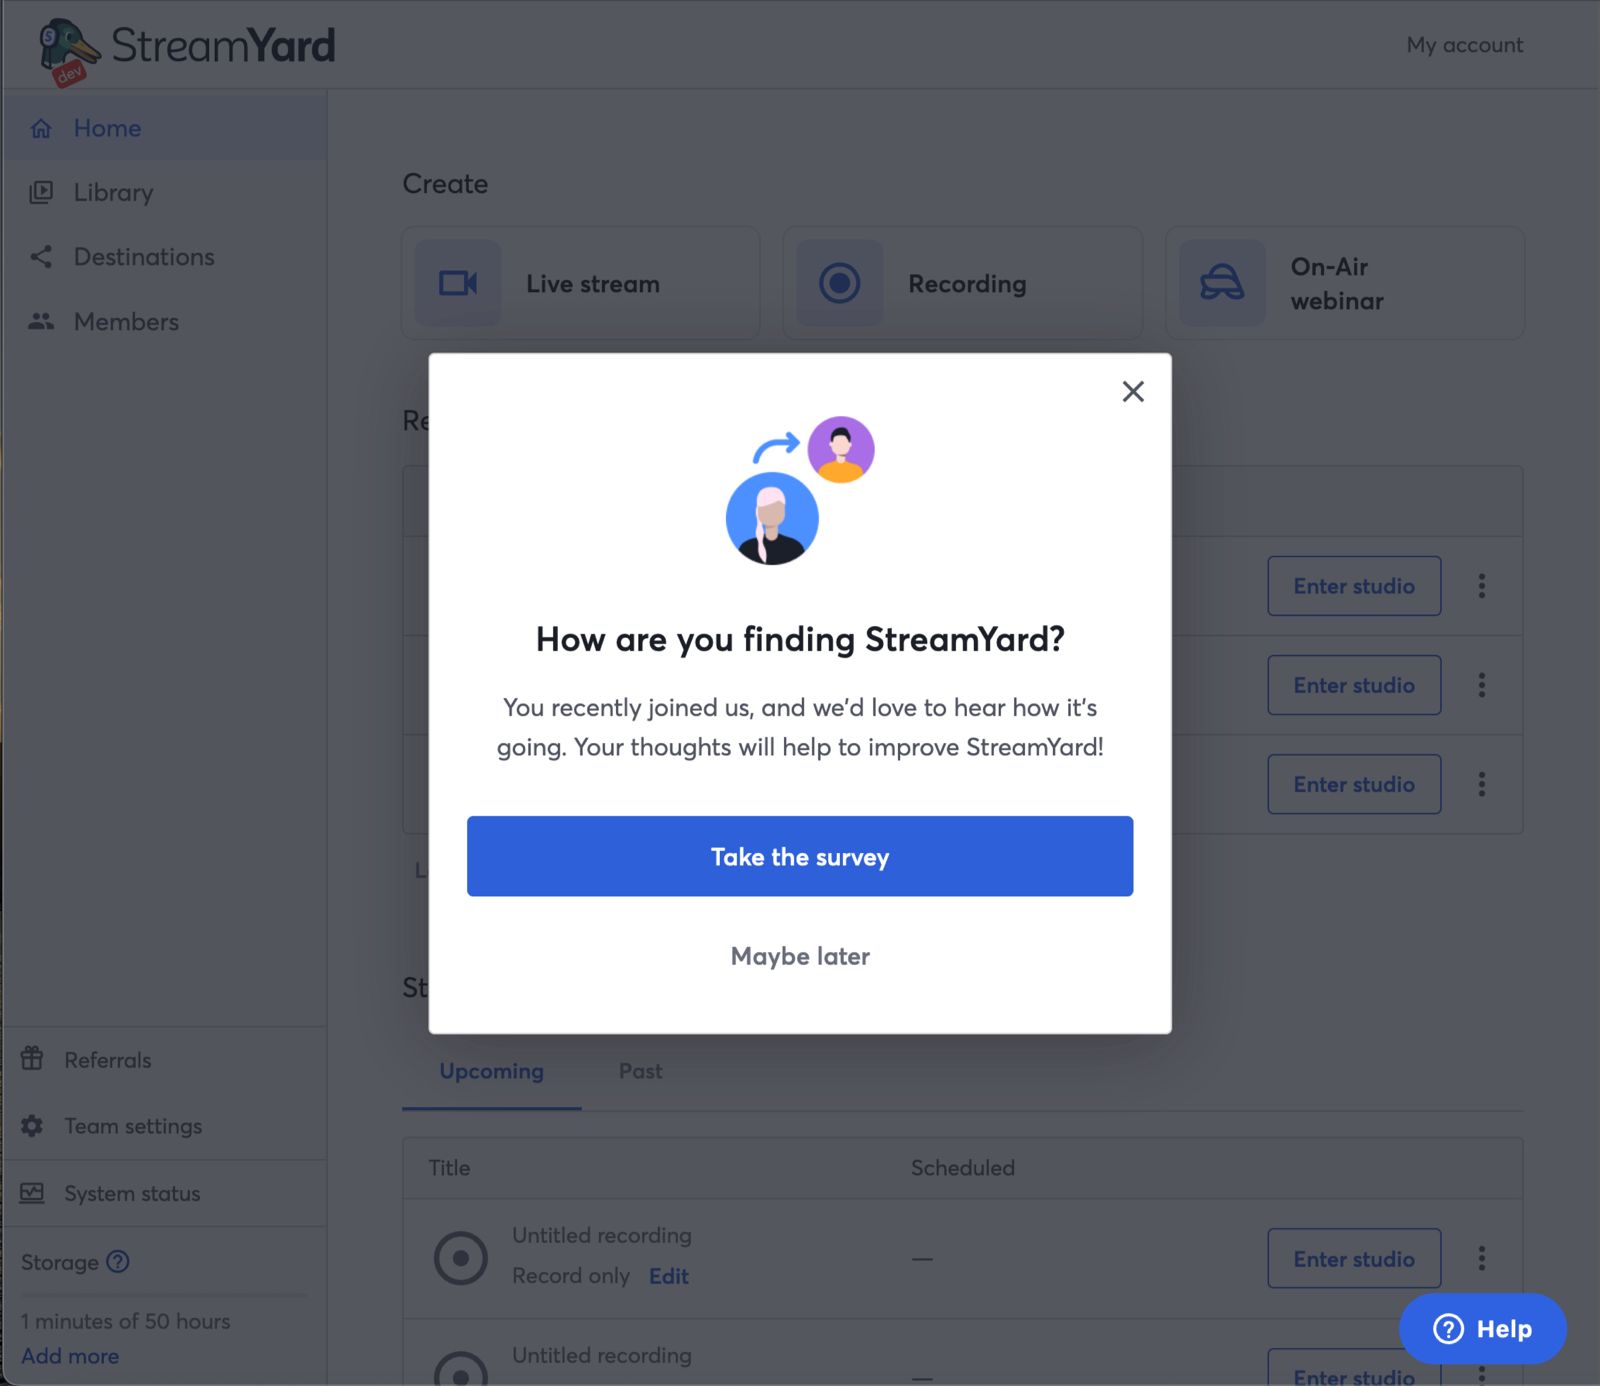 StreamYard
dev
My account
Home
Library
Destinations
Members
Create
Live stream
Recording
On-Air
webinar
How are you finding StreamYard?
You recently joined us, and we'd love to hear how it's
going. Your thoughts will help to improve StreamYard!
Take the survey
Maybe later
Enter studio
Enter studio
Enter studio
Upcoming
Past
Title
Scheduled
Untitled recording
Record only Edit
—
Enter studio
Untitled recording
—
Enter studio
Referrals
Team settings
System status
Storage
1 minutes of 50 hours
Add more
Help